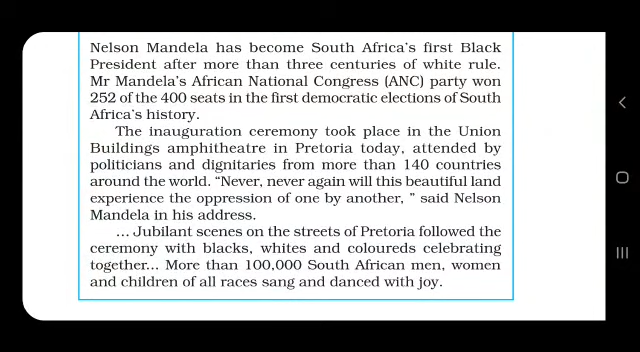 Nelson Mandela has become South Africa's first Black
President after more than three centuries of white rule.
Mr Mandela's African National Congress (ANC) party won
252 of the 400 seats in the first democratic elections of South
Africa's history.
The inauguration ceremony took place in the Union
Buildings amphitheatre in Pretoria today, attended by
politicians and dignitaries from more than 140 countries
around the world. “Never, never again will this beautiful land
experience the oppression of one by another, ” said Nelson
Mandela in his address.
... Jubilant scenes on the streets of Pretoria followed the
ceremony with blacks, whites and coloureds celebrating
together... More than 100,000 South African men, women
and children of all races sang and danced with joy.